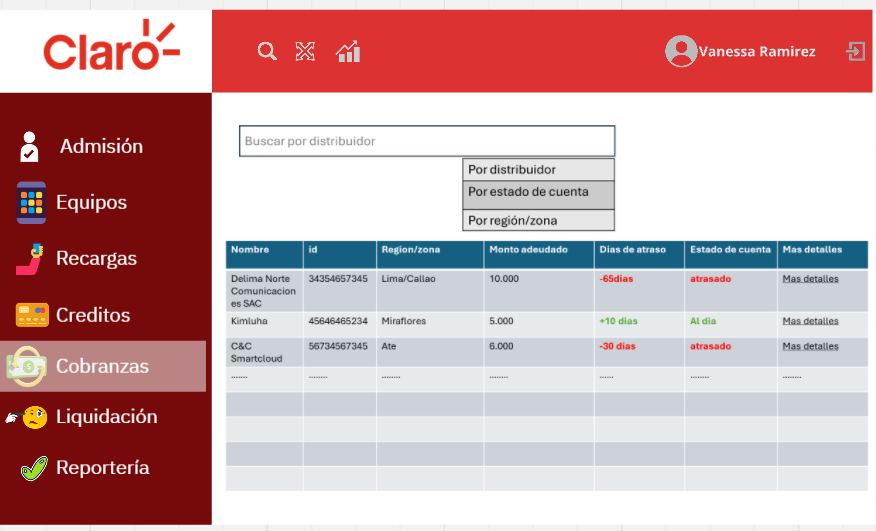 Claro
Vanessa Ramirez
Admisión
Equipos
Recargas
Creditos
Cobranzas
Liquidación
Reportería
Buscar por distribuidor
Por distribuidor
Por estado de cuenta
Por región/zona
Nombre id Region/zona Monto adeudado Dias de atraso Estado de cuenta Mas detalles
Delima Norte 34354657345 Lima/Callao 10.000 -65dias atrasado Mas detalles
Comunicacion
es SAC
Kimluha 45646465234 Miraflores 5.000 +10 dias Al dia Mas detalles
C&C 56734567345 Ate 6.000 -30 dias atrasado Mas detalles
Smartcloud
........ ........ ........ ........ ...... ........ ........